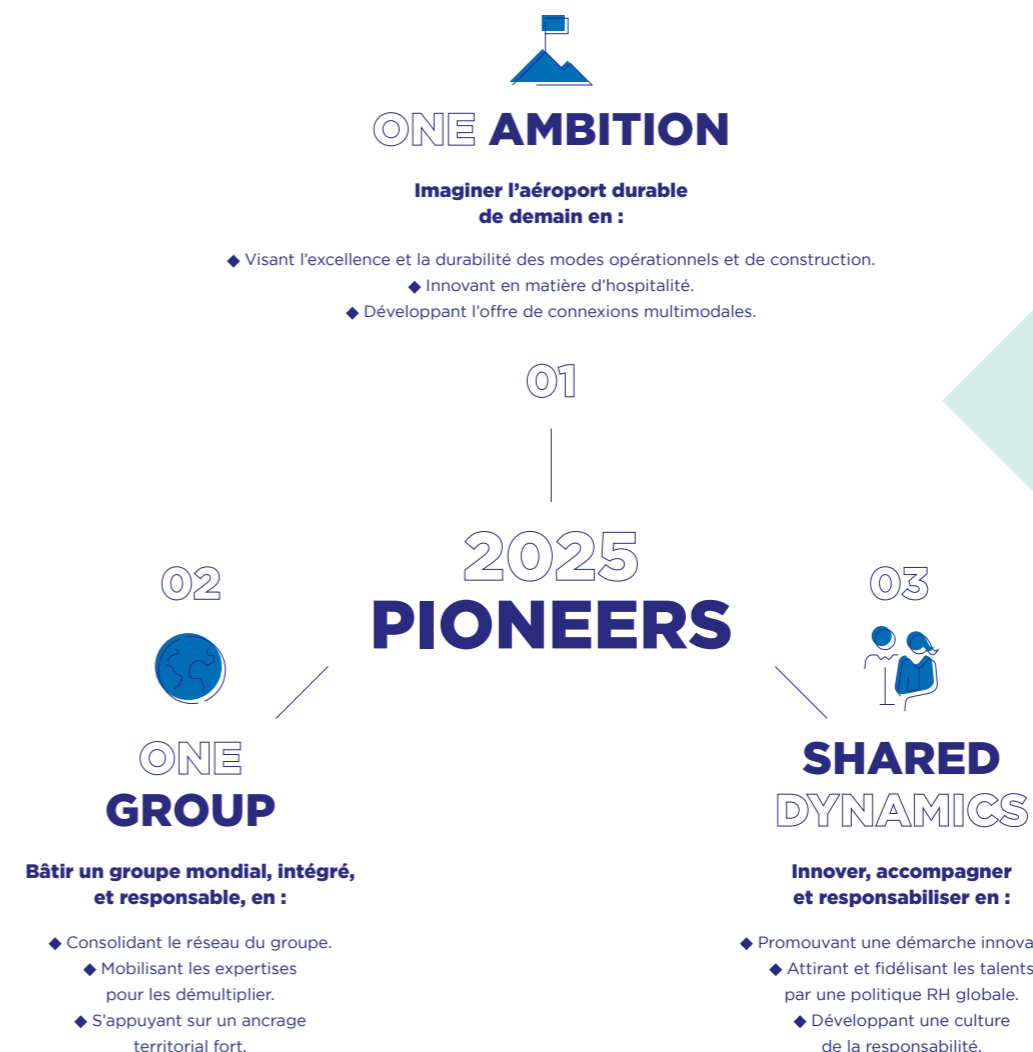 ONE AMBITION
Imaginer l’aéroport durable
de demain en :
◆ Visant l’excellence et la durabilité des modes opérationnels et de construction.
◆ Innovant en matière d’hospitalité.
◆ Développant l’offre de connexions multimodales.
01
2025
PIONEERS
02
ONE
GROUP
Bâtir un groupe mondial, intégré,
et responsable, en :
◆ Consolidant le réseau du groupe.
◆ Mobilisant les expertises
pour les démultiplier.
◆ S’appuyant sur un ancrage
territorial fort.
03
SHARED
DYNAMICS
Innover, accompagner
et responsabiliser en :
◆ Promouvant une démarche
◆ Attirant et fidélisant les talents
par une politique RH globale.
◆ Développant une culture
de la responsabilité.